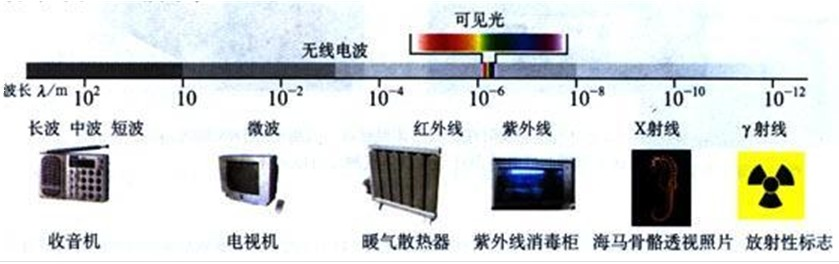 可见光
无线电波
波长 λ/m 10² 10 10⁻² 10⁻⁴ 10⁻⁶ 10⁻⁸ 10⁻¹⁰ 10⁻¹²
长波 中波 短波 微波 红外线 紫外线 X射线 γ射线
收音机 电视机 暖气散热器 紫外线消毒柜 海马骨骼透视照片 放射性标志